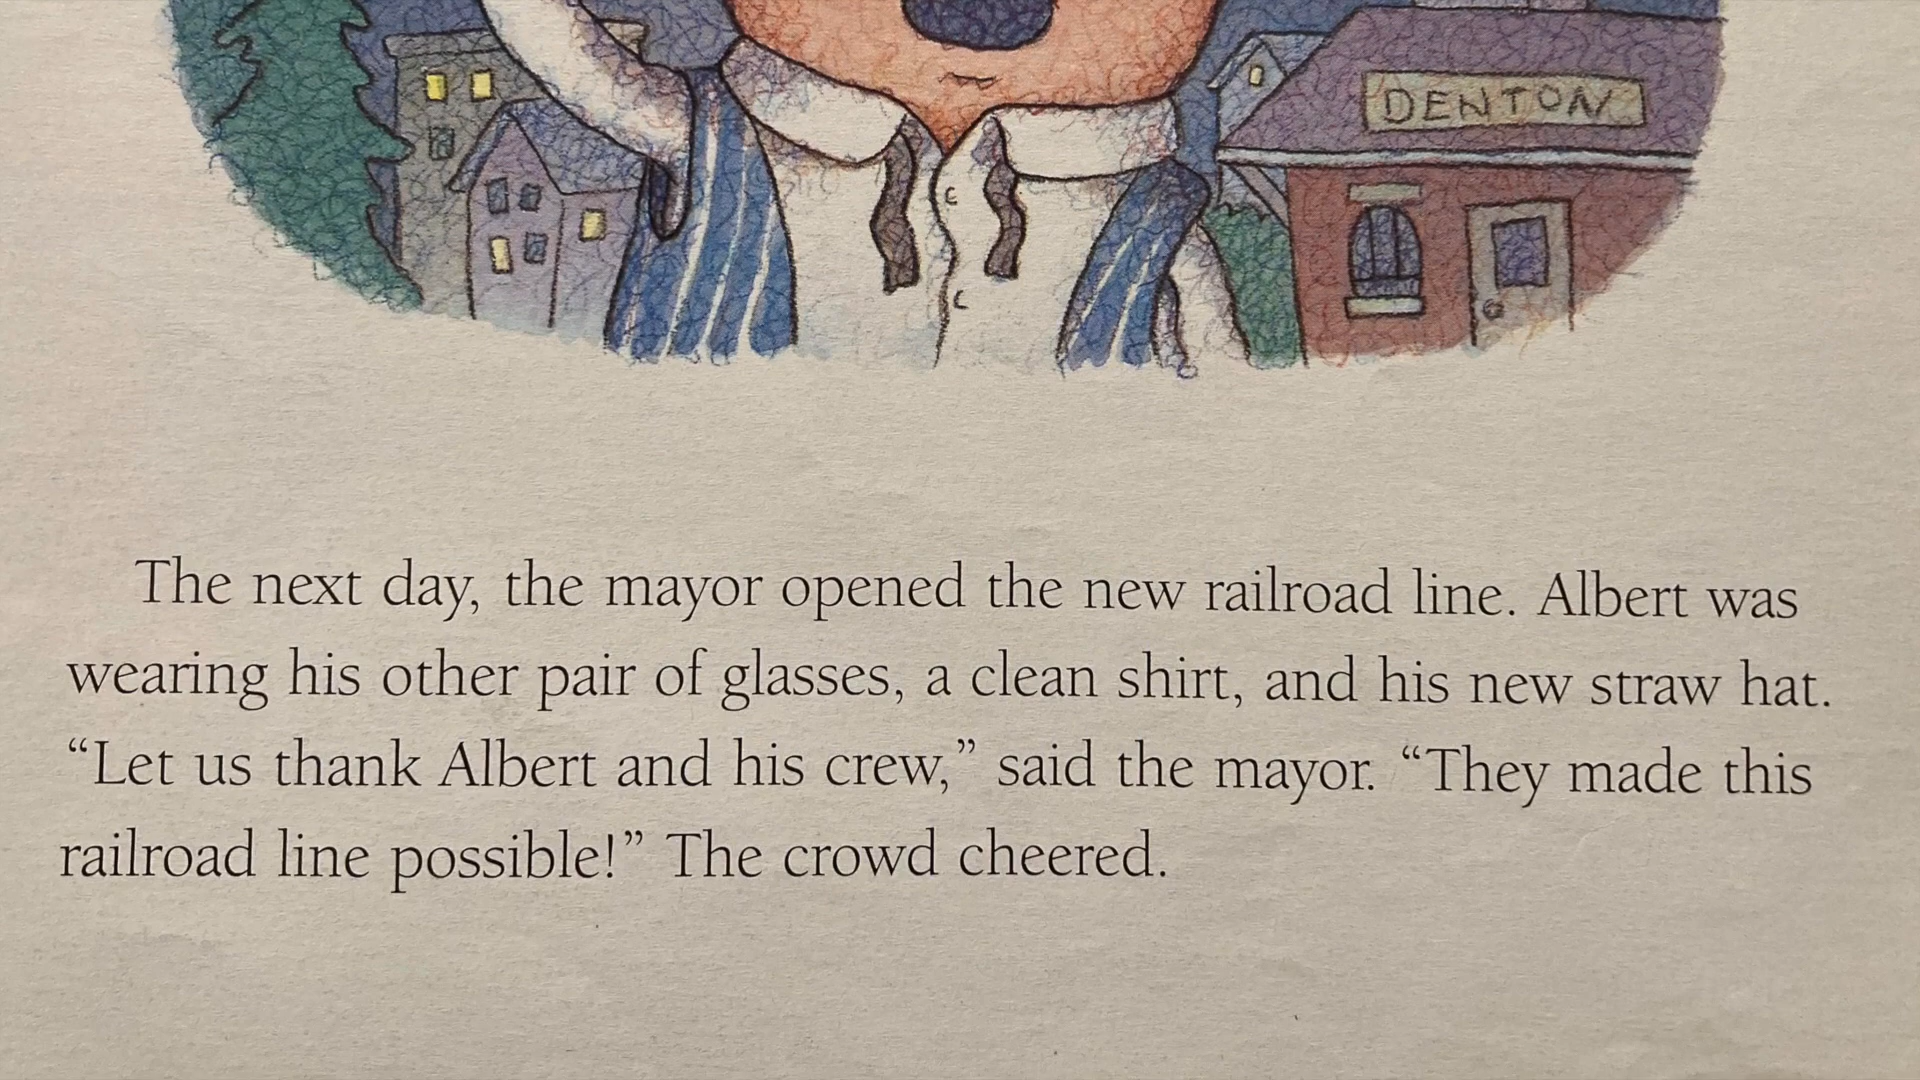 DENTON
The next day, the mayor opened the new railroad line. Albert was
wearing his other pair of glasses, a clean shirt, and his new straw hat.
“Let us thank Albert and his crew,” said the mayor. “They made this
railroad line possible!” The crowd cheered.